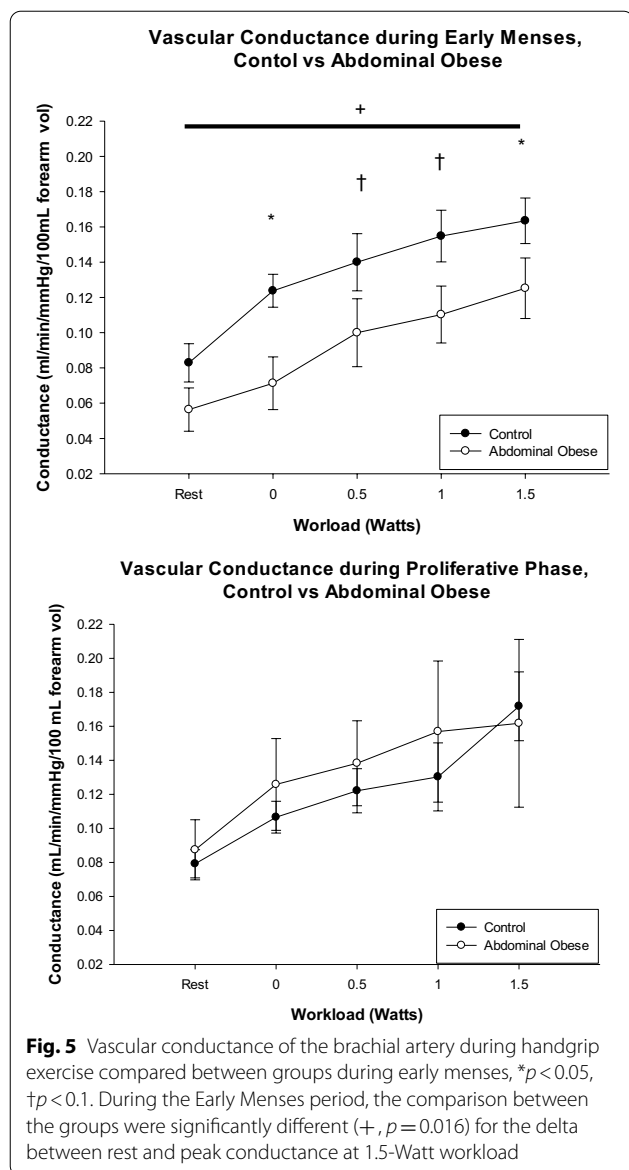 Vascular Conductance during Early Menses,
Contol vs Abdominal Obese
Conductance (ml/min/mmHg/100mL forearm vol)
0.22
0.20
0.18
0.16
0.14
0.12
0.10
0.08
0.06
0.04
0.02
+
*
†
†
*
Control
Abdominal Obese
Rest 0 0.5 1 1.5
Worload (Watts)
Vascular Conductance during Proliferative Phase,
Control vs Abdominal Obese
Conductance (mL/min/mmHg/100 mL forearm vol)
0.22
0.20
0.18
0.16
0.14
0.12
0.10
0.08
0.06
0.04
0.02
Control
Abdominal Obese
Rest 0 0.5 1 1.5
Workload (Watts)
Fig. 5 Vascular conductance of the brachial artery during handgrip
exercise compared between groups during early menses, *p < 0.05,
†p < 0.1. During the Early Menses period, the comparison between
the groups were significantly different (+, p = 0.016) for the delta
between rest and peak conductance at 1.5-Watt workload